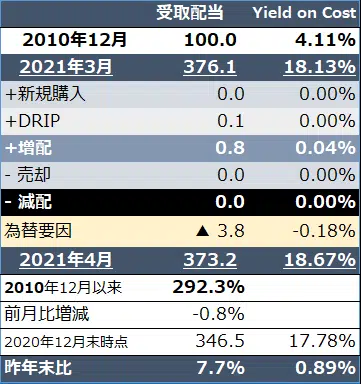 受取配当 Yield on Cost
2010年12月 100.0 4.11%
2021年3月 376.1 18.13%
+新規購入 0.0 0.00%
+DRIP 0.1 0.00%
+増配 0.8 0.04%
- 売却 0.0 0.00%
- 減配 0.0 0.00%
為替要因 ▲ 3.8 -0.18%
2021年4月 373.2 18.67%
2010年12月以来 292.3%
前月比増減 -0.8%
2020年12月末時点 346.5 17.78%
昨年末比 7.7% 0.89%